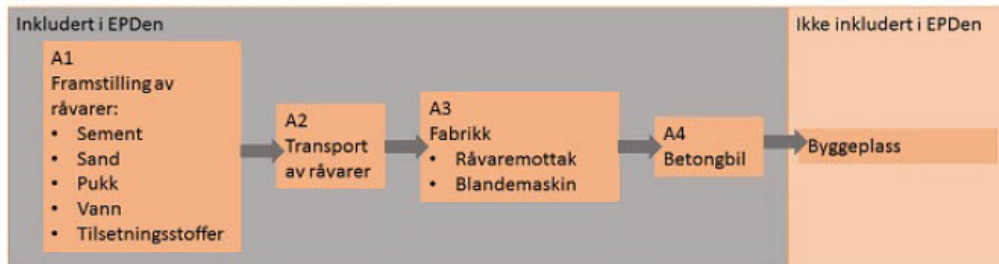 Inkludert i EPDen
Ikke inkludert i EPDen
A1
Framstilling av
råvarer:
• Sement
• Sand
• Pukk
• Vann
• Tilsetningsstoffer
A2
Transport
av råvarer
A3
Fabrikk
• Råvaremottak
• Blandemaskin
A4
Betongbil
Byggeplass